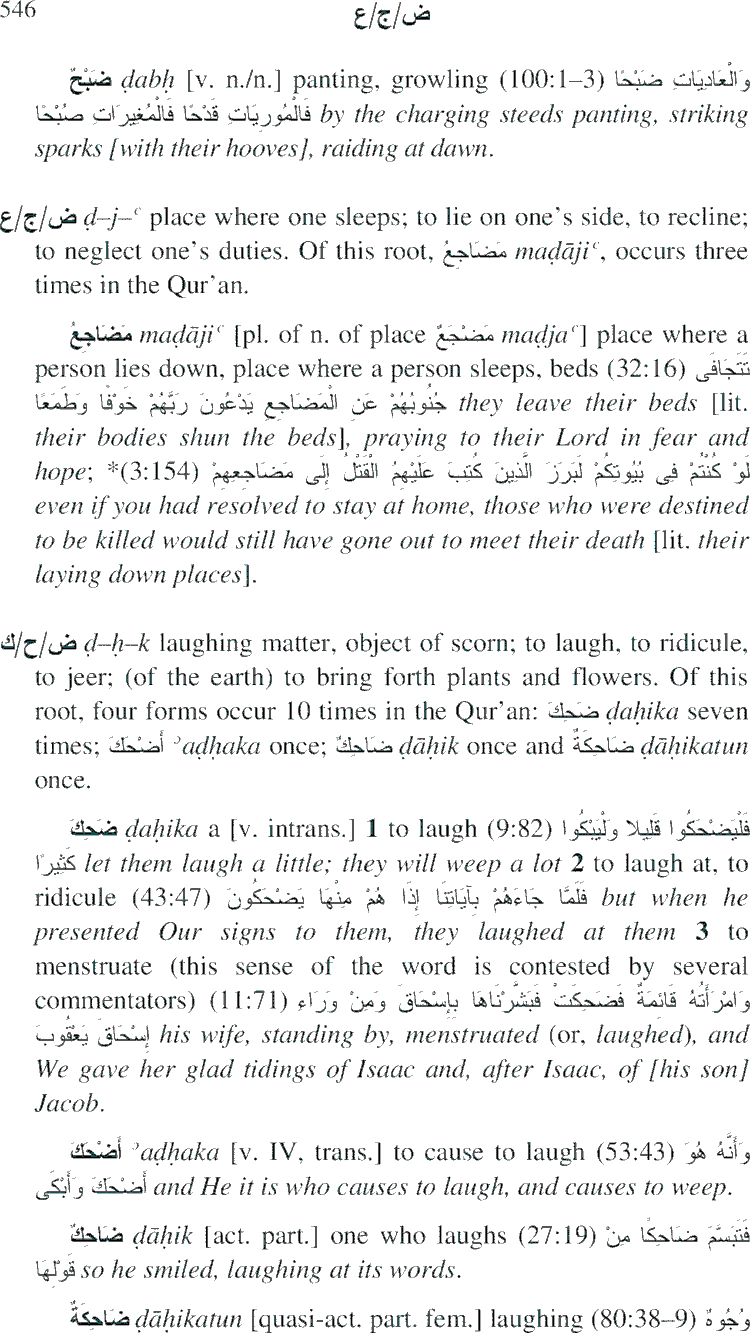 546 ض/ج/ع
ضَبْحٌ ḍabḥ [v. n./n.] panting, growling (100:1–3) وَالْعَادِيَاتِ ضَبْحًا
فَالْمُورِيَاتِ قَدْحًا فَالْمُغِيرَاتِ صُبْحًا by the charging steeds panting, striking
sparks [with their hooves], raiding at dawn.
ض/ج/ع ḍ–j–ʿ place where one sleeps; to lie on one's side, to recline;
to neglect one's duties. Of this root, مَضَاجِعُ maḍājiʿ, occurs three
times in the Qur'an.
مَضَاجِعُ maḍājiʿ [pl. of n. of place مَضْجَعٌ maḍjaʿ] place where a
person lies down, place where a person sleeps, beds (32:16) تَتَجَافَى
جُنُوبُهُمْ عَنِ الْمَضَاجِعِ يَدْعُونَ رَبَّهُمْ خَوْفًا وَطَمَعًا they leave their beds [lit.
their bodies shun the beds], praying to their Lord in fear and
hope; *(3:154) لَوْ كُنْتُمْ فِى بُيُوتِكُمْ لَبَرَزَ الَّذِينَ كُتِبَ عَلَيْهِمُ الْقَتْلُ إِلَى مَضَاجِعِهِمْ
even if you had resolved to stay at home, those who were destined
to be killed would still have gone out to meet their death [lit. their
laying down places].
ض/ح/ك ḍ–ḥ–k laughing matter, object of scorn; to laugh, to ridicule,
to jeer; (of the earth) to bring forth plants and flowers. Of this
root, four forms occur 10 times in the Qur'an: ضَحِكَ ḍaḥika seven
times; أَضْحَكَ ʾaḍhaka once; ضَاحِكٌ ḍāḥik once and ضَاحِكَةٌ ḍāḥikatun
once.
ضَحِكَ ḍaḥika a [v. intrans.] 1 to laugh (9:82) فَلْيَضْحَكُوا قَلِيلا وَلْيَبْكُوا
كَثِيرًا let them laugh a little; they will weep a lot 2 to laugh at, to
ridicule (43:47) فَلَمَّا جَاءَهُمْ بِآيَاتِنَا إِذَا هُمْ مِنْهَا يَضْحَكُونَ but when he
presented Our signs to them, they laughed at them 3 to
menstruate (this sense of the word is contested by several
commentators) (11:71) وَامْرَأَتُهُ قَائِمَةٌ فَضَحِكَتْ فَبَشَّرْنَاهَا بِإِسْحَاقَ وَمِنْ وَرَاءِ
إِسْحَاقَ يَعْقُوبَ his wife, standing by, menstruated (or, laughed), and
We gave her glad tidings of Isaac and, after Isaac, of [his son]
Jacob.
أَضْحَكَ ʾaḍḥaka [v. IV, trans.] to cause to laugh (53:43) وَأَنَّهُ هُوَ
أَضْحَكَ وَأَبْكَى and He it is who causes to laugh, and causes to weep.
ضَاحِكٌ ḍāḥik [act. part.] one who laughs (27:19) فَتَبَسَّمَ ضَاحِكًا مِنْ
قَوْلِهَا so he smiled, laughing at its words.
ضَاحِكَةٌ ḍāḥikatun [quasi-act. part. fem.] laughing (80:38–9) وُجُوهٌ